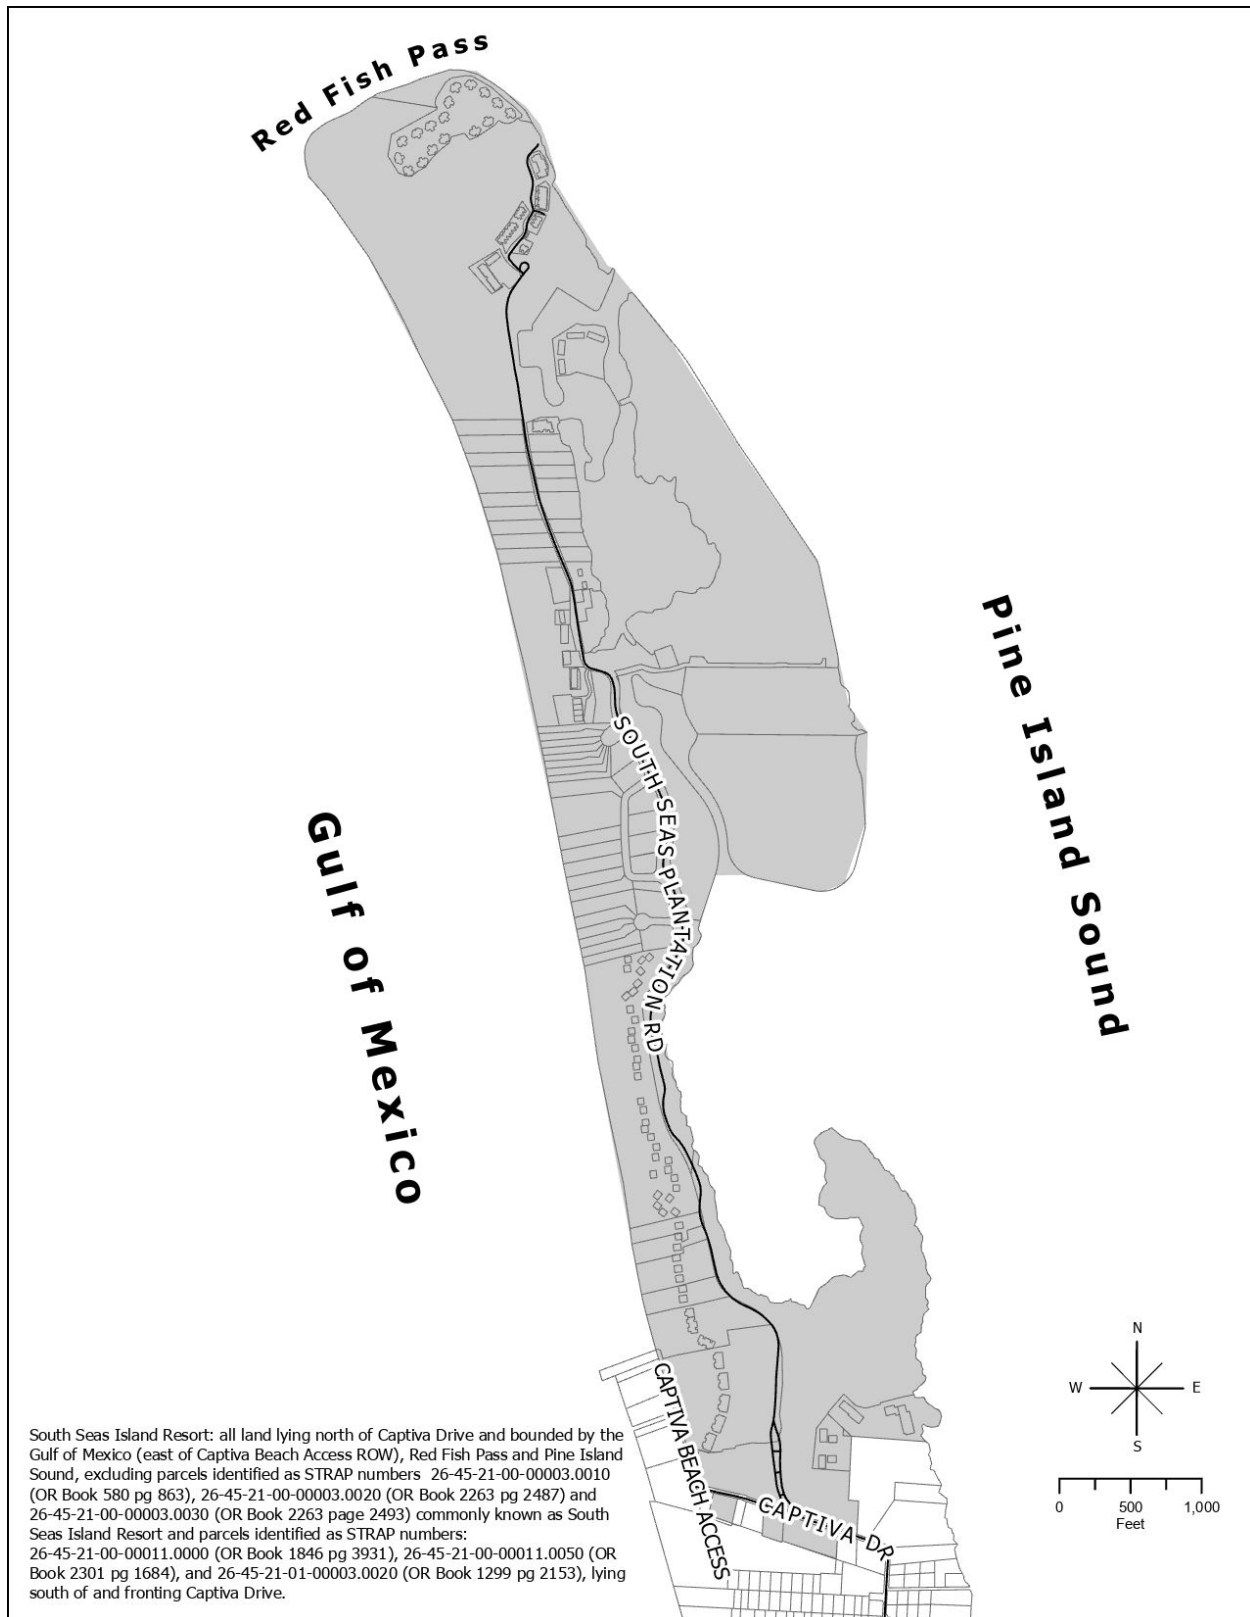 Red Fish Pass
Pine Island Sound
SOUTH SEAS PLANTATION RD
Gulf of Mexico
N
W E
S
CAPTIVA BEACH ACCESS
CAPTIVA DR
0 500 1,000
Feet
South Seas Island Resort: all land lying north of Captiva Drive and bounded by the
Gulf of Mexico (east of Captiva Beach Access ROW), Red Fish Pass and Pine Island
Sound, excluding parcels identified as STRAP numbers 26-45-21-00-00003.0010
(OR Book 580 pg 863), 26-45-21-00-00003.0020 (OR Book 2263 pg 2487) and
26-45-21-00-00003.0030 (OR Book 2263 page 2493) commonly known as South
Seas Island Resort and parcels identified as STRAP numbers:
26-45-21-00-00011.0000 (OR Book 1846 pg 3931), 26-45-21-00-00011.0050 (OR
Book 2301 pg 1684), and 26-45-21-01-00003.0020 (OR Book 1299 pg 2153), lying
south of and fronting Captiva Drive.